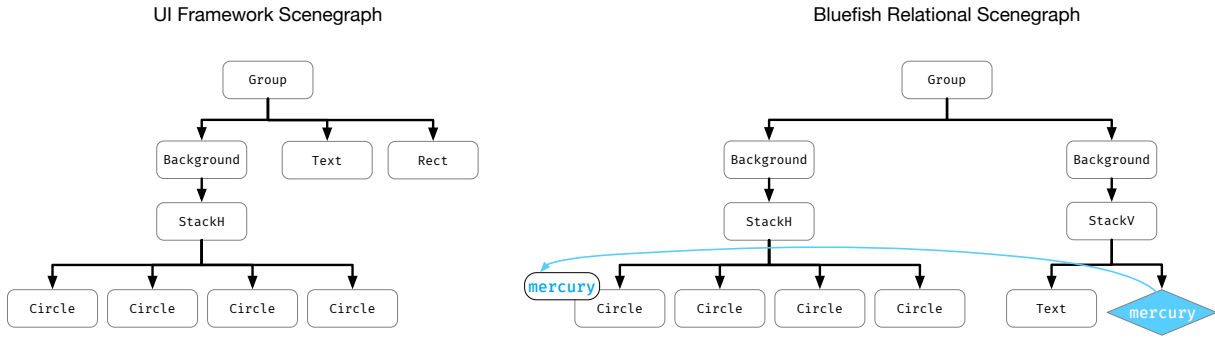 UI Framework Scenegraph
Group
Background
Text
Rect
StackH
Circle
Circle
Circle
Circle
Bluefish Relational Scenegraph
Group
Background
Background
StackH
StackV
mercury
Circle
Circle
Circle
Circle
Text
mercury